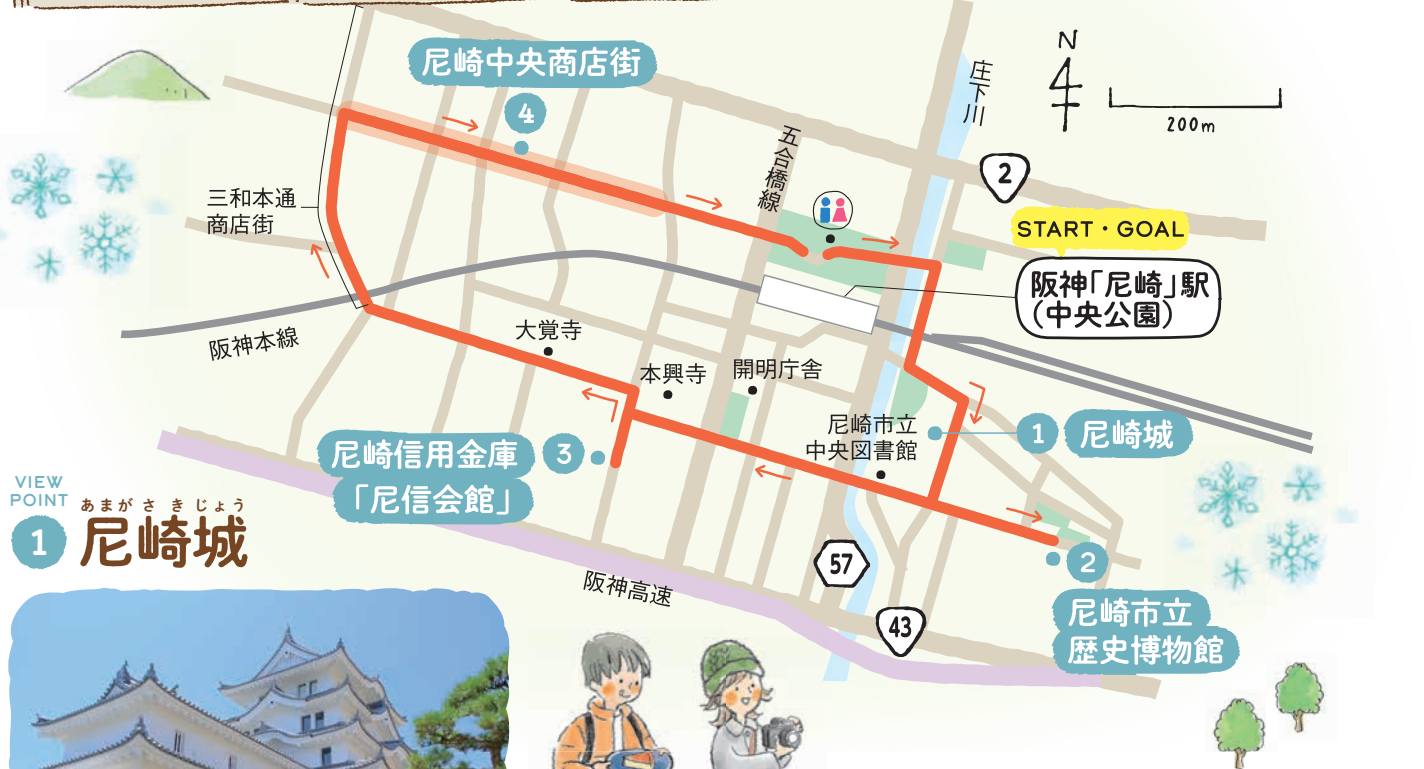 尼崎中央商店街
4
N
200m
庄下川
五合橋線
2
三和本通
商店街
START・GOAL
阪神「尼崎」駅
(中央公園)
阪神本線
大覚寺
本興寺
開明庁舎
尼崎市立
中央図書館
1
尼崎城
尼崎信用金庫
3
「尼信会館」
VIEW
POINT
1
あまがさきじょう
尼崎城
57
2
阪神高速
43
尼崎市立
歴史博物館